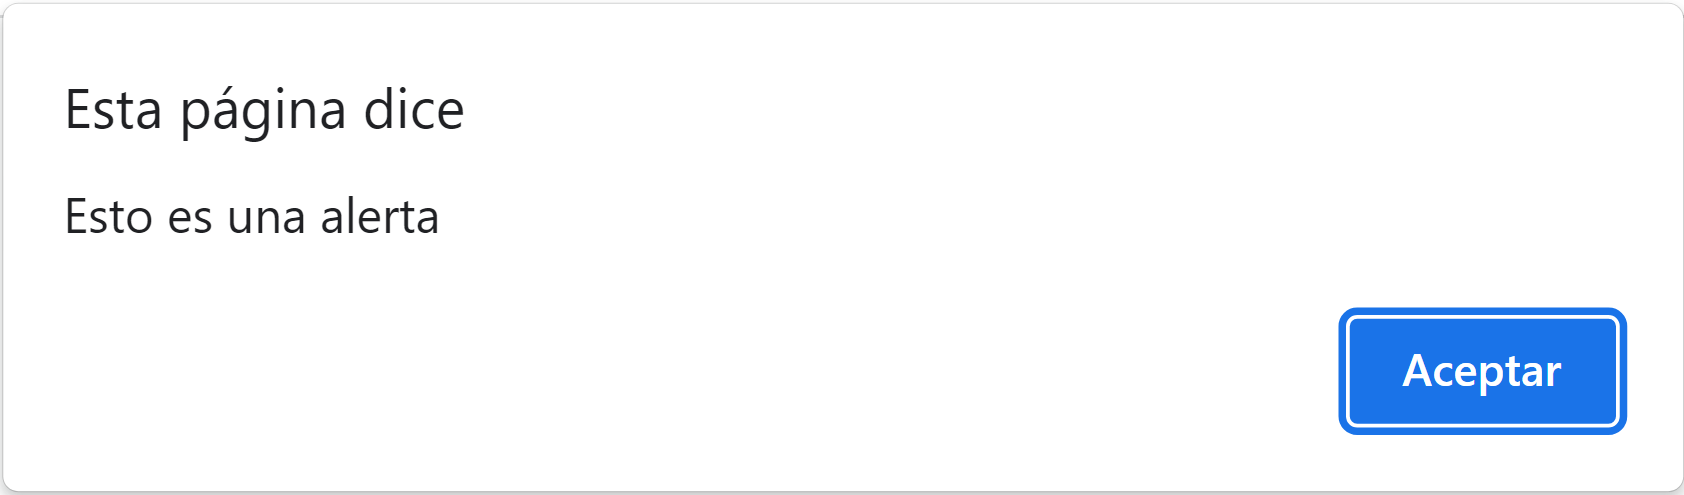 Esta página dice
Esto es una alerta
Aceptar